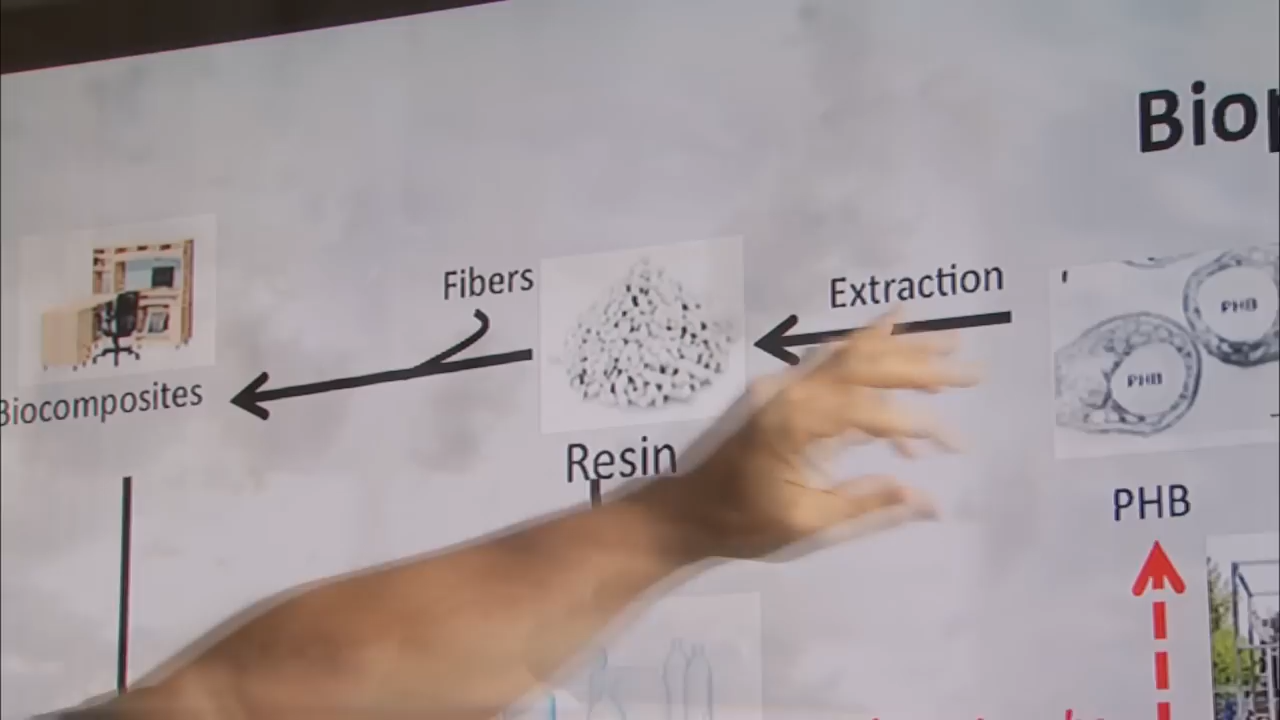 Biop
Extraction
Fibers
PHB
PHB
Biocomposites
Resin
PHB